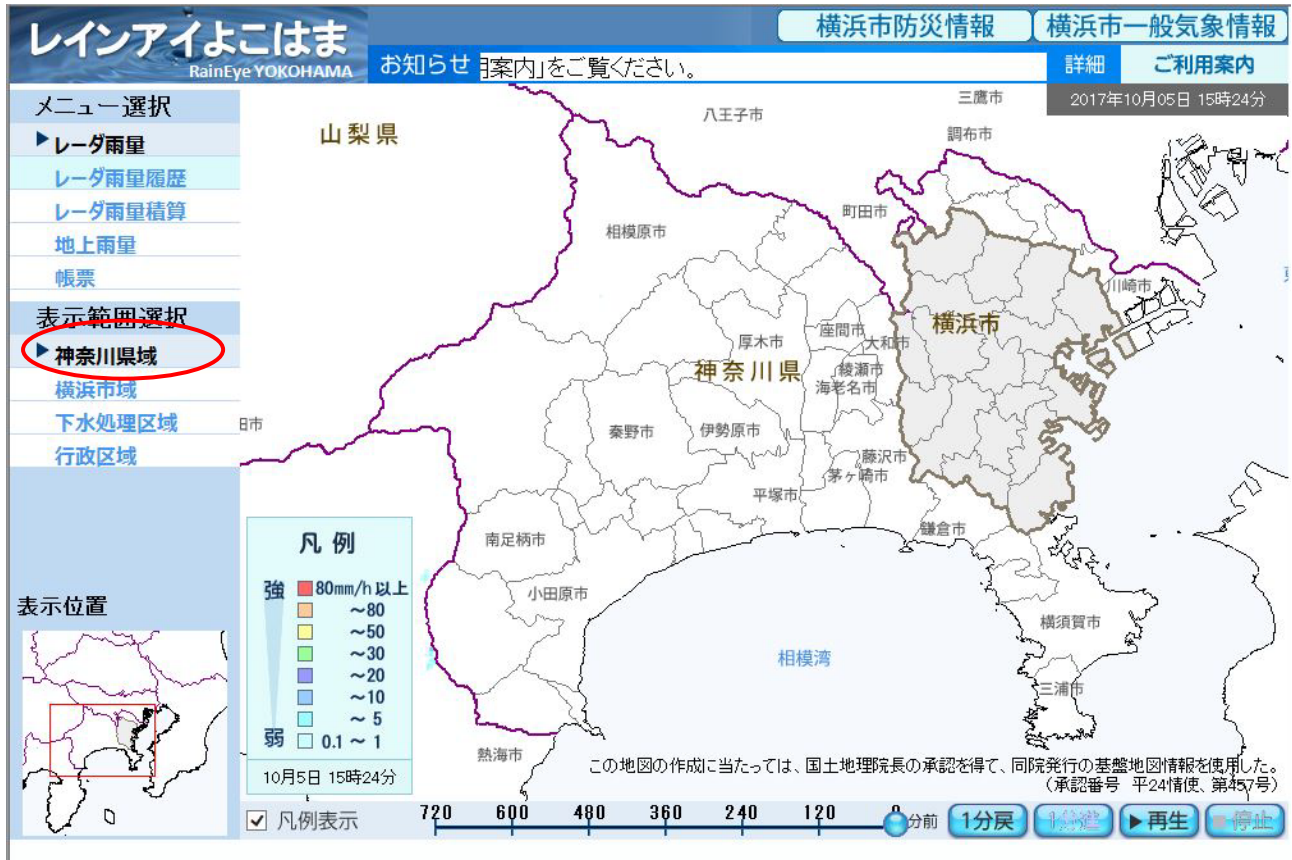 レインアイよこはま
RainEye YOKOHAMA
横浜市防災情報
横浜市一般気象情報
お知らせ
用案内」をご覧ください。
詳細
ご利用案内
2017年10月05日 15時24分
メニュー選択
レーダ雨量
レーダ雨量履歴
レーダ雨量積算
地上雨量
帳票
表示範囲選択
神奈川県域
横浜市域
下水処理区域
行政区域
表示位置
山梨県
八王子市
三鷹市
調布市
町田市
相模原市
川崎市
横浜市
座間市
大和市
厚木市
神奈川県
綾瀬市
海老名市
田市
秦野市
伊勢原市
藤沢市
茅ヶ崎市
平塚市
鎌倉市
南足柄市
小田原市
横須賀市
相模湾
三浦市
熱海市
凡例
強
80mm/h以上
～80
～50
～30
～20
～10
～ 5
弱
0.1 ～ 1
10月5日 15時24分
この地図の作成に当たっては、国土地理院長の承認を得て、同院発行の基盤地図情報を使用した。
（承認番号 平24情使、第457号）
凡例表示
720 600 480 360 240 120 0
分前
1分戻
1分進
再生
停止